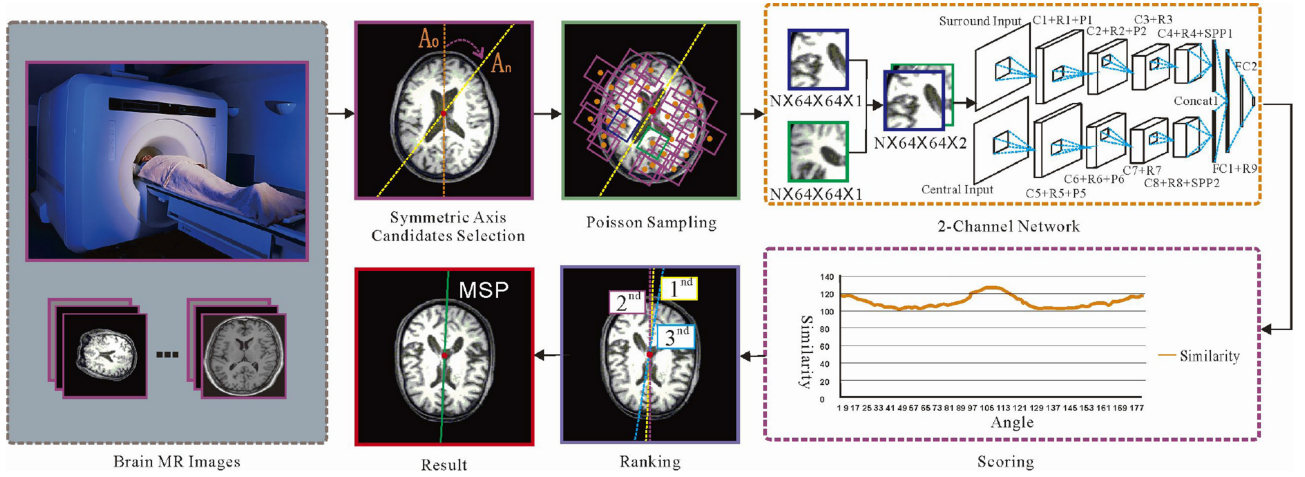 A0
An
Symmetric Axis
Candidates Selection
Poisson Sampling
NX64X64X1
NX64X64X1
NX64X64X2
Surround Input
C1+R1+P1
C2+R2+P2
C3+R3
C4+R4+SPP1
Concat1
FC2
FC1+R9
Central Input
C5+R5+P5
C6+R6+P6
C7+R7
C8+R8+SPP2
2-Channel Network
Brain MR Images
MSP
Result
1nd
2nd
3nd
Ranking
140
120
100
80
60
40
20
0
Similarity
1 9 17 25 33 41 49 57 65 73 81 89 97 105 113 121 129 137 145 153 161 169 177
Angle
Similarity
Scoring